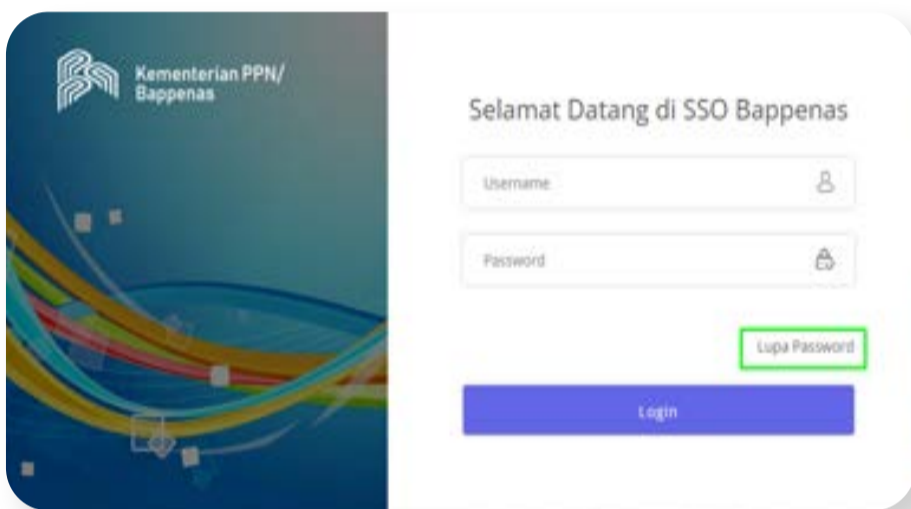 Kementerian PPN/
Bappenas
Selamat Datang di SSO Bappenas
Username
Password
Lupa Password
Login